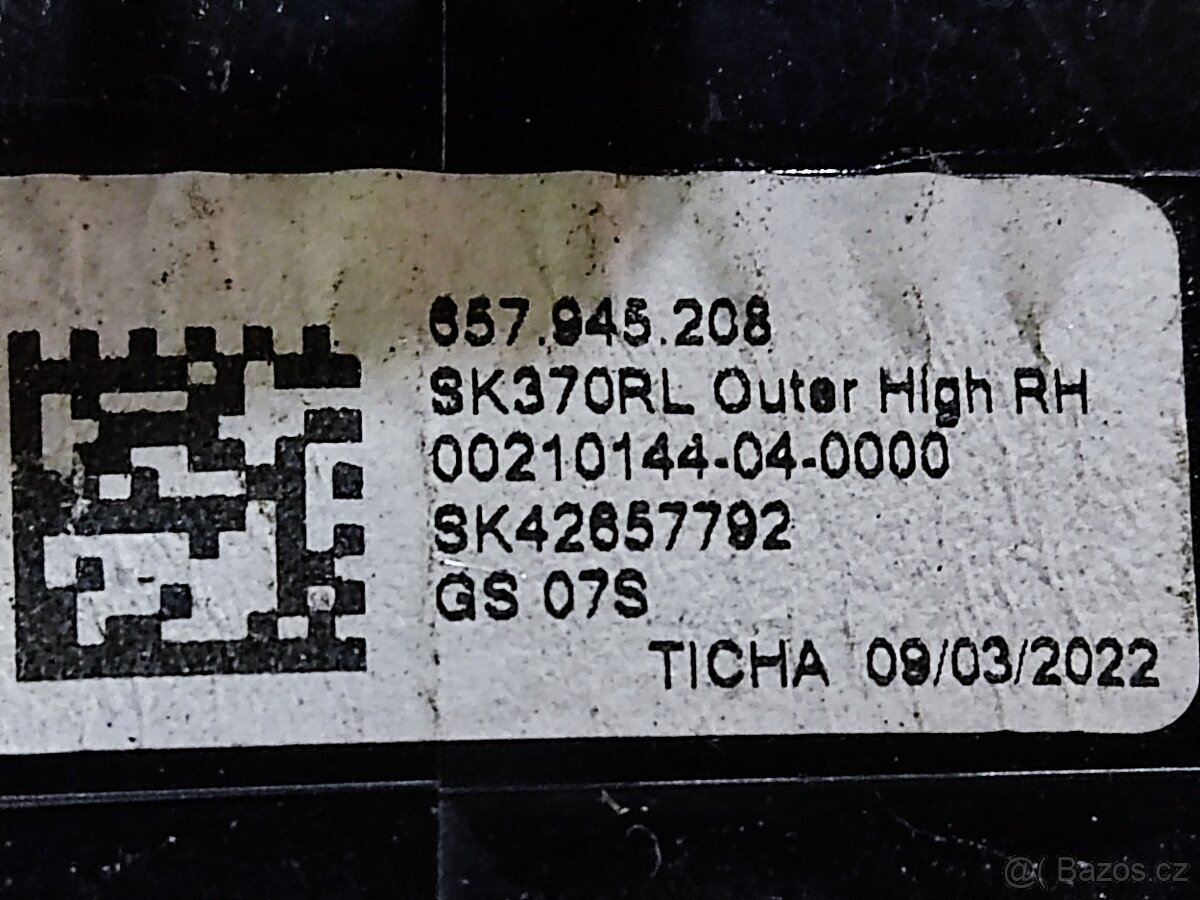 657.945.208
SK370RL Outer High RH
00210144-04-0000
SK42657792
GS 07S
TICHA 09/03/2022
@( Bazos.cz